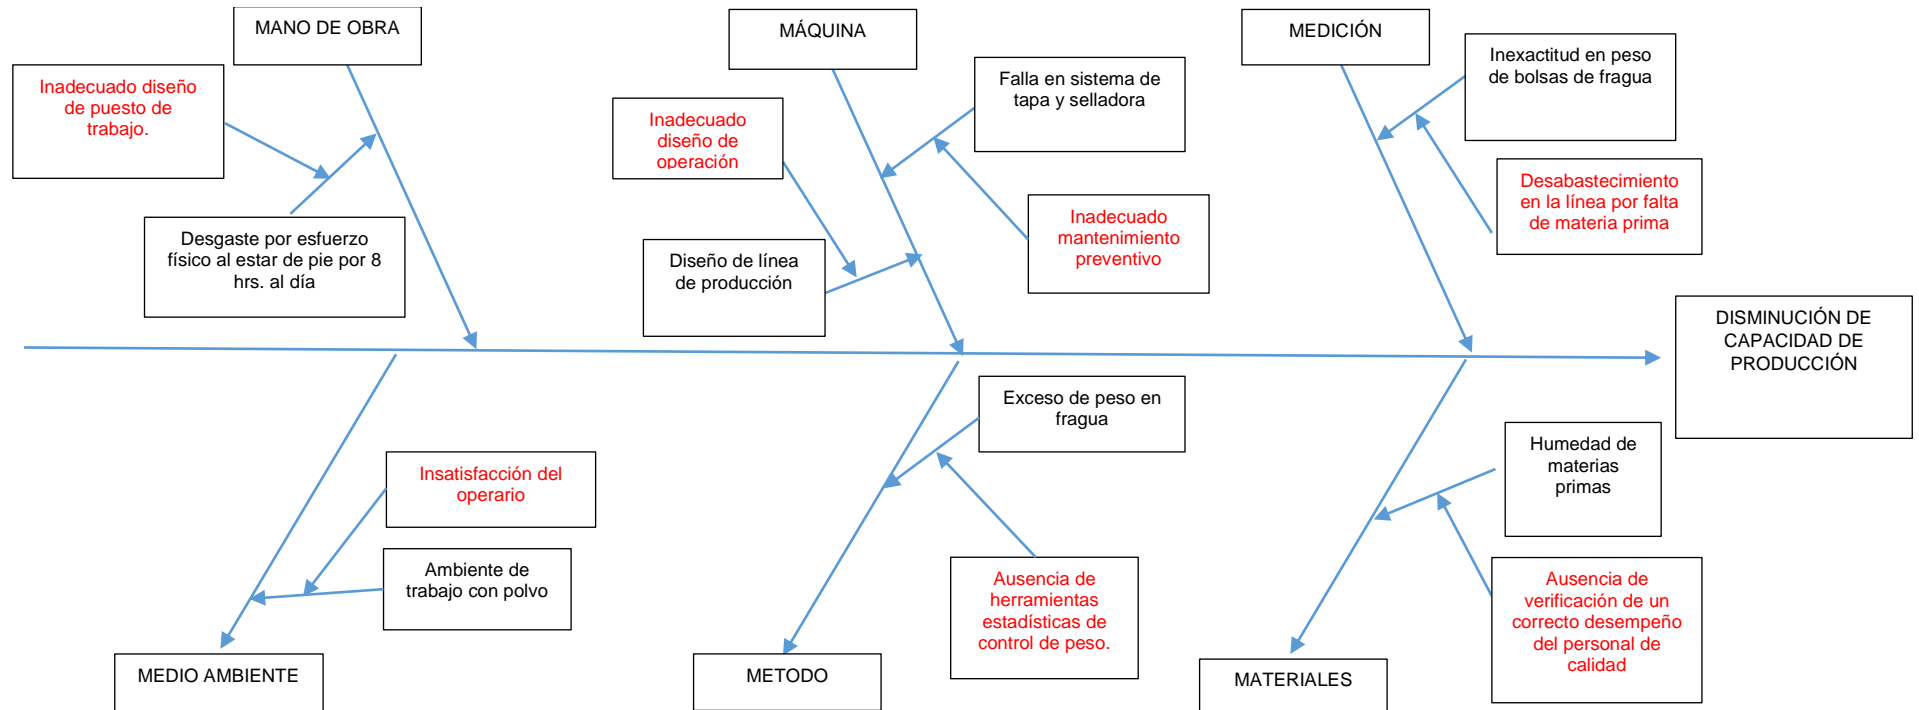 MANO DE OBRA
MÁQUINA
MEDICIÓN
Inadecuado diseño
de puesto de
trabajo.
Desgaste por esfuerzo
físico al estar de pie por 8
hrs. al día
Inadecuado
diseño de
operación
Falla en sistema de
tapa y selladora
Diseño de línea
de producción
Inadecuado
mantenimiento
preventivo
Inexactitud en peso
de bolsas de fragua
Desabastecimiento
en la línea por falta
de materia prima
DISMINUCIÓN DE
CAPACIDAD DE
PRODUCCIÓN
Insatisfacción del
operario
Ambiente de
trabajo con polvo
Exceso de peso en
fragua
Ausencia de
herramientas
estadísticas de
control de peso.
Humedad de
materias
primas
Ausencia de
verificación de un
correcto desempeño
del personal de
calidad
MEDIO AMBIENTE
METODO
MATERIALES